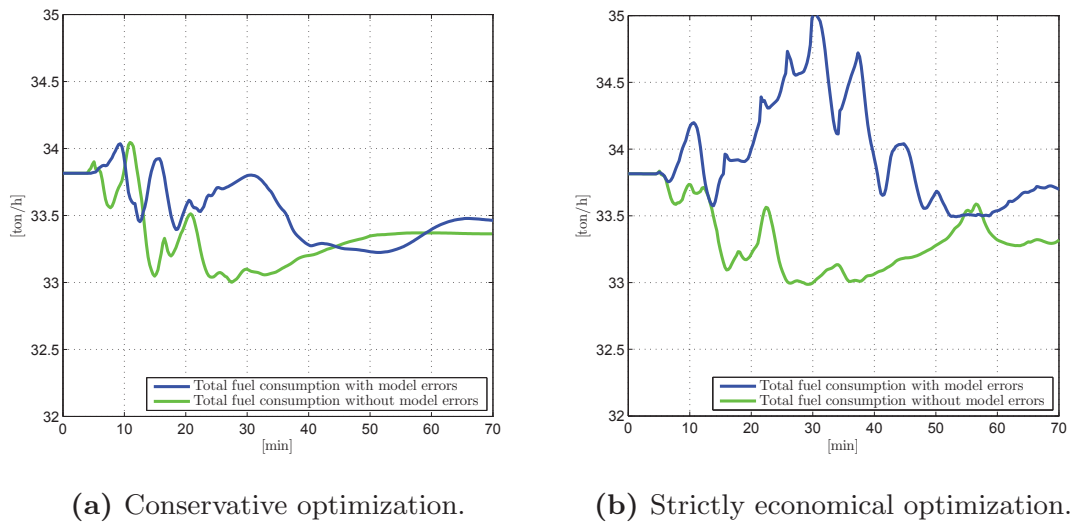 35
34.5
34
33.5
33
32.5
32
[ton/h]
0 10 20 30 40 50 60 70
[min]
Total fuel consumption with model errors
Total fuel consumption without model errors
(a) Conservative optimization.
35
34.5
34
33.5
33
32.5
32
[ton/h]
0 10 20 30 40 50 60 70
[min]
Total fuel consumption with model errors
Total fuel consumption without model errors
(b) Strictly economical optimization.